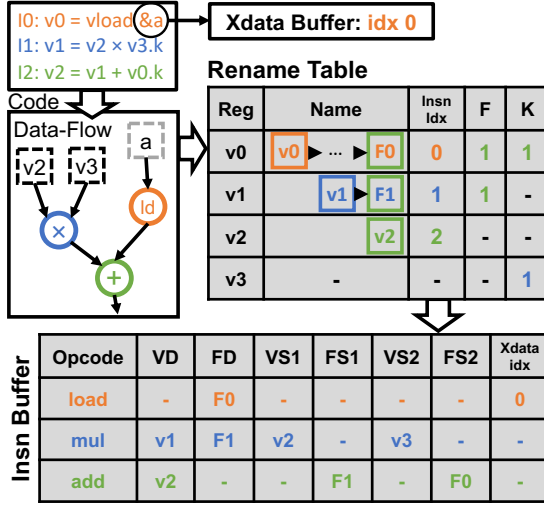 I0: v0 = vload &a
I1: v1 = v2 × v3.k
I2: v2 = v1 + v0.k
Xdata Buffer: idx 0
Code
Data-Flow
v2 v3 a
ld
×
+
Rename Table
Reg Name Insn Idx F K
v0 v0 ... F0 0 1 1
v1 v1 F1 1 1 -
v2 v2 2 - -
v3 - - - 1
Insn Buffer
Opcode VD FD VS1 FS1 VS2 FS2 Xdata idx
load - F0 - - - - 0
mul v1 F1 v2 - v3 - -
add v2 - - F1 - F0 -